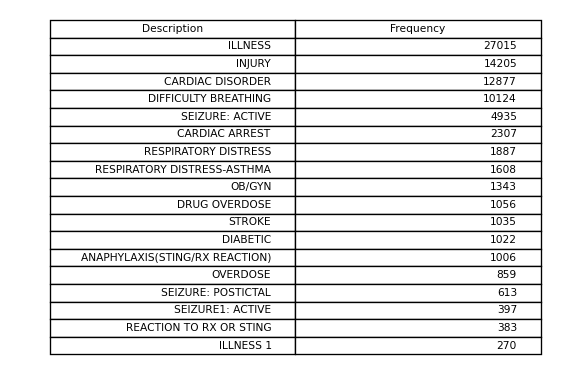 Description Frequency
ILLNESS 27015
INJURY 14205
CARDIAC DISORDER 12877
DIFFICULTY BREATHING 10124
SEIZURE: ACTIVE 4935
CARDIAC ARREST 2307
RESPIRATORY DISTRESS 1887
RESPIRATORY DISTRESS-ASTHMA 1608
OB/GYN 1343
DRUG OVERDOSE 1056
STROKE 1035
DIABETIC 1022
ANAPHYLAXIS(STING/RX REACTION) 1006
OVERDOSE 859
SEIZURE: POSTICTAL 613
SEIZURE1: ACTIVE 397
REACTION TO RX OR STING 383
ILLNESS 1 270